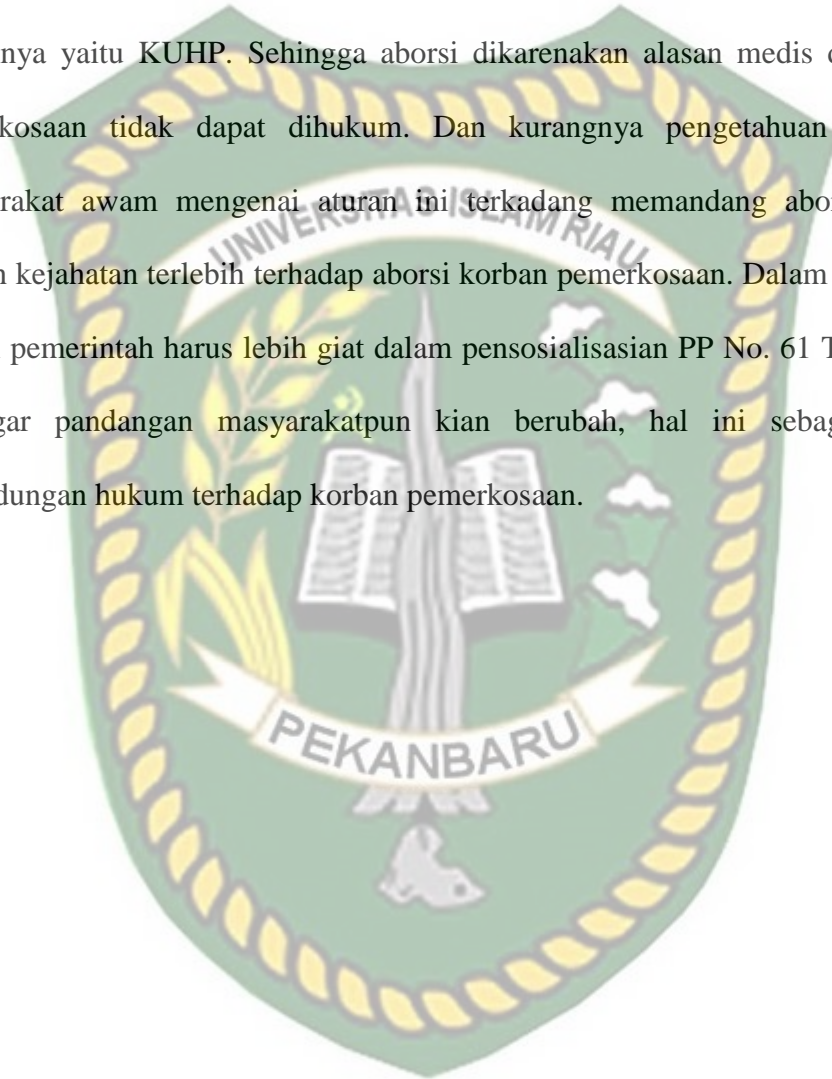 nya yaitu KUHP. Sehingga aborsi dikarenakan alasan medis d
kosaan tidak dapat dihukum. Dan kurangnya pengetahuan
rakat awam mengenai aturan ini terkadang memandang abor
UNIVERSITAS ISLAM RIAU
n kejahatan terlebih terhadap aborsi korban pemerkosaan. Dalam
pemerintah harus lebih giat dalam pensosialisasian PP No. 61 T
gar pandangan masyarakatpun kian berubah, hal ini sebag
dungan hukum terhadap korban pemerkosaan.
PEKANBARU